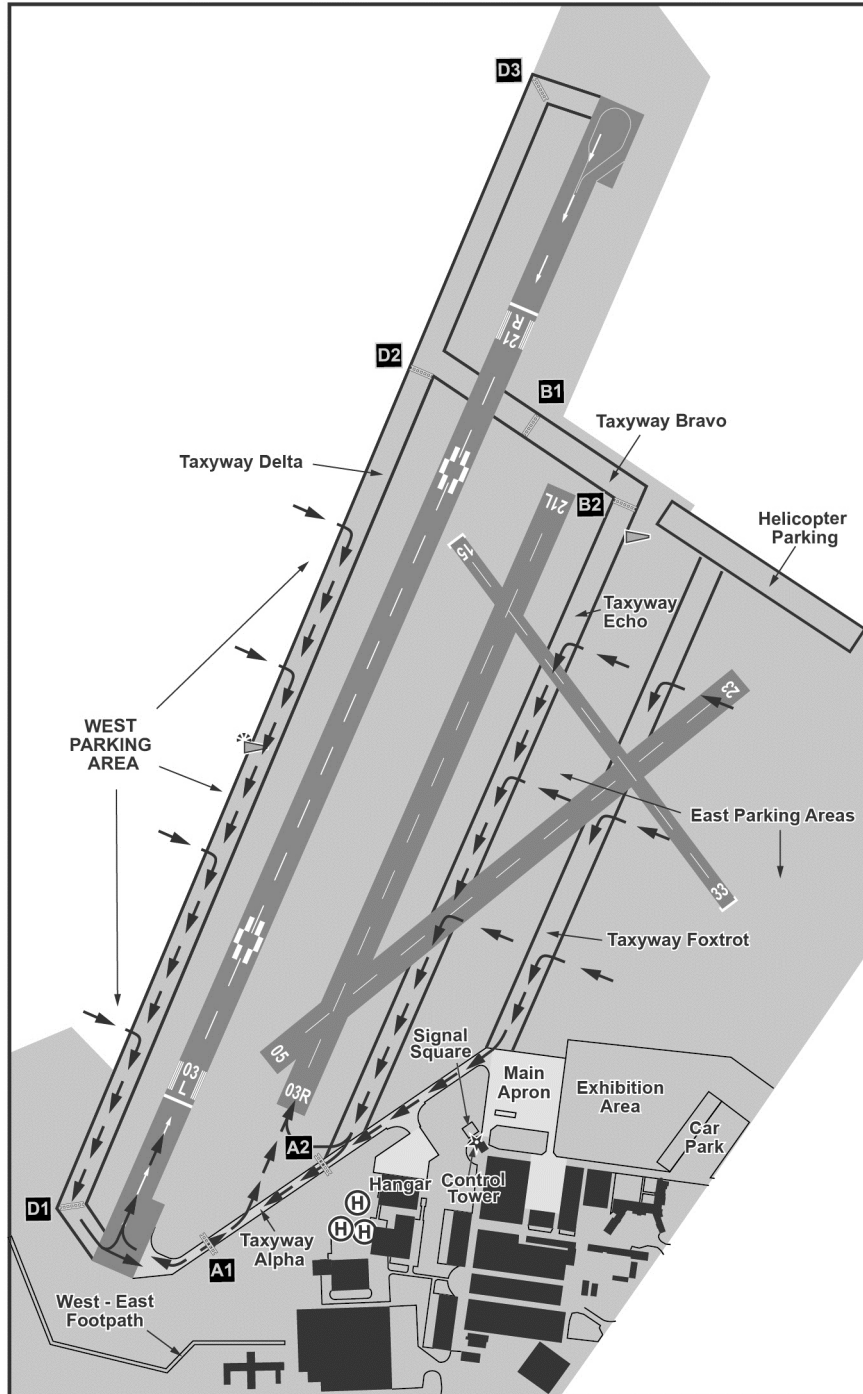 D3
21
R
D2
B1
Taxyway Bravo
Taxyway Delta
21L
B2
Helicopter
Parking
15
Taxyway
Echo
23
WEST
PARKING
AREA
East Parking Areas
33
Taxyway Foxtrot
Signal
Square
05
03
L
03R
Main
Apron
Exhibition
Area
Car
Park
A2
Hangar
Control
Tower
D1
H
H
H
Taxyway
Alpha
A1
West - East
Footpath